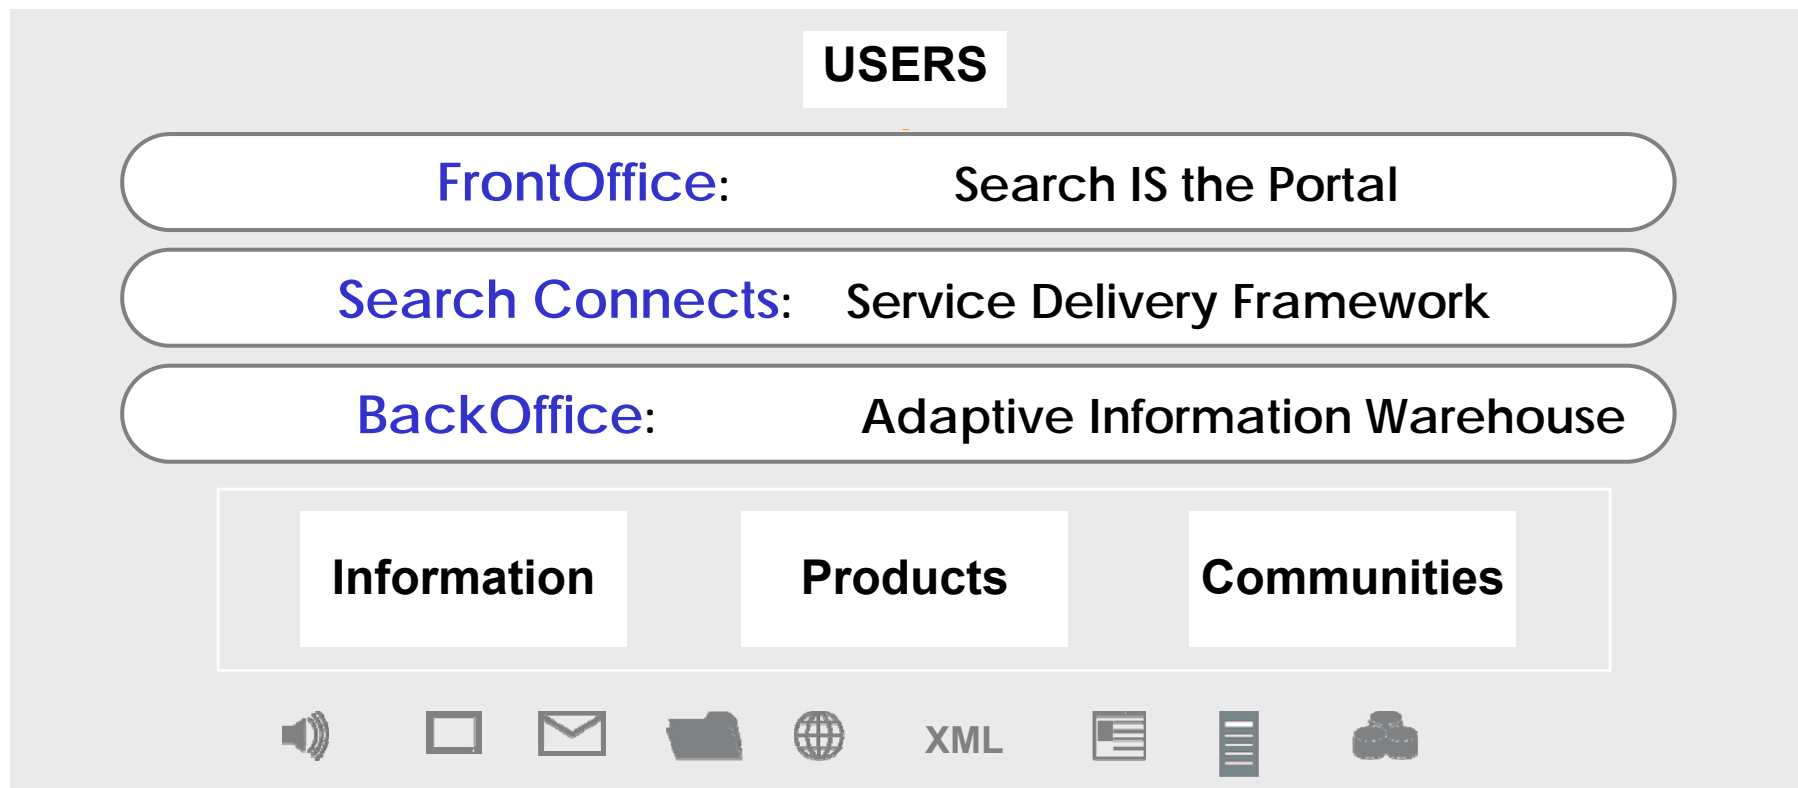 USERS
FrontOffice: Search IS the Portal
Search Connects: Service Delivery Framework
BackOffice: Adaptive Information Warehouse
Information Products Communities
XML